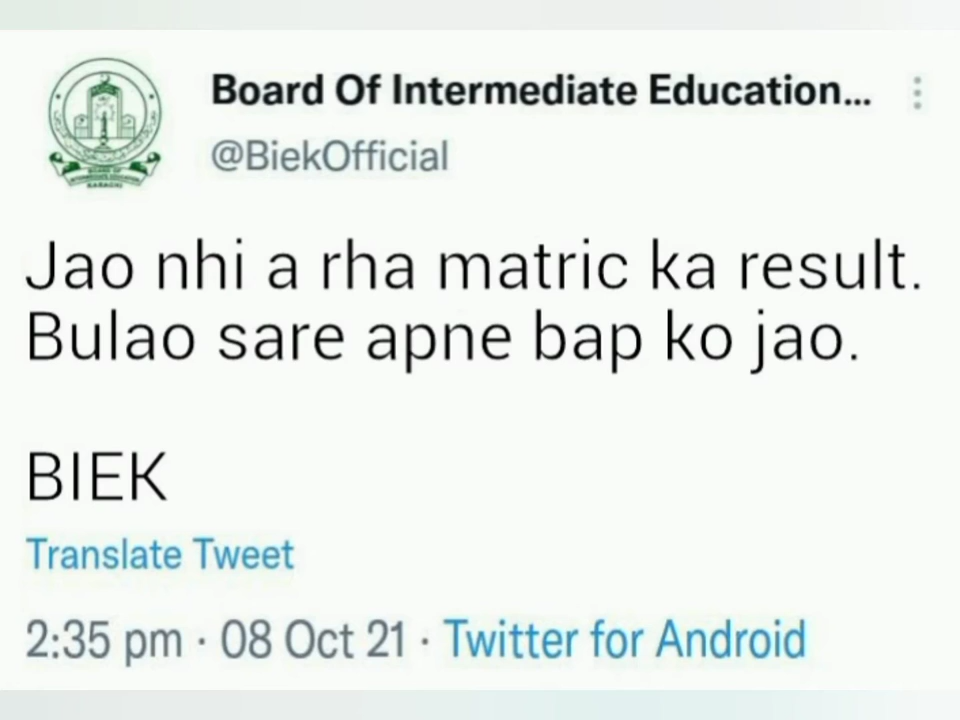 Board Of Intermediate Education...
@BiekOfficial
Jao nhi a rha matric ka result.
Bulao sare apne bap ko jao.
BIEK
Translate Tweet
2:35 pm · 08 Oct 21 · Twitter for Android